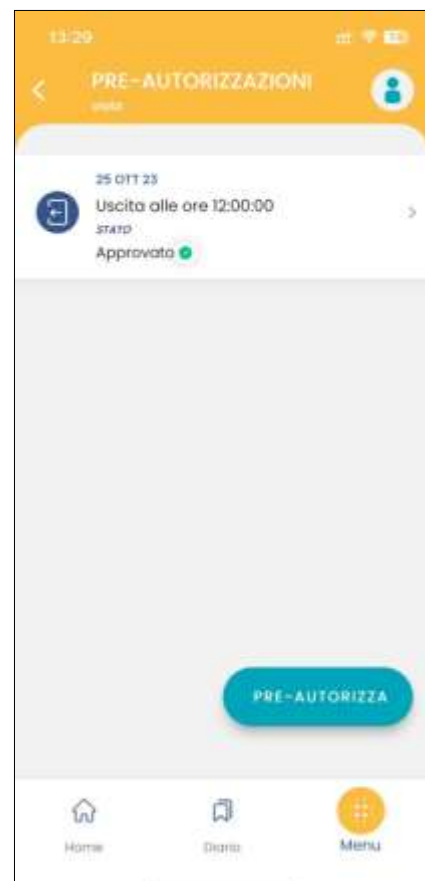 13:29
PRE-AUTORIZZAZIONI
25 OTT 23
Uscita alle ore 12:00:00
STATO
Approvato
PRE-AUTORIZZA
Home
Diario
Menu